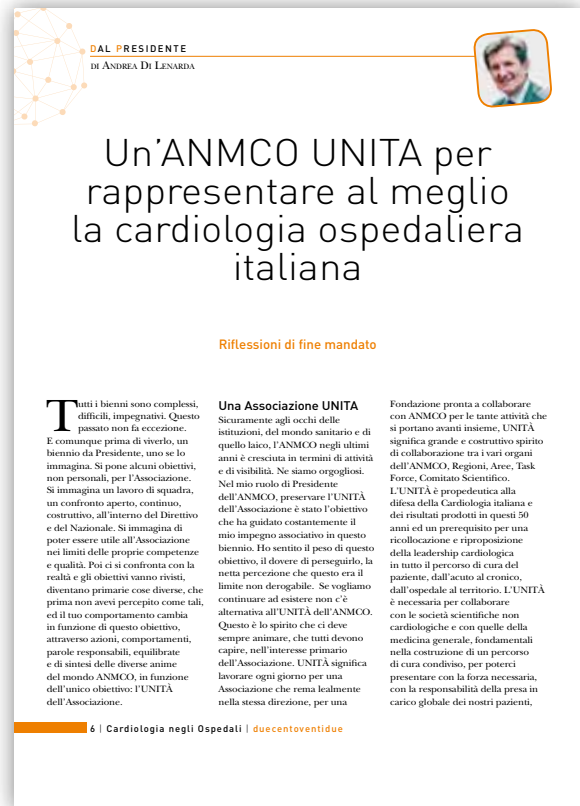 DAL PRESIDENTE
DI ANDREA DI LENARDA
Un'ANMCO UNITA per
rappresentare al meglio
la cardiologia ospedaliera
italiana
Riflessioni di fine mandato
Tutti i bienni sono complessi,
difficili, impegnativi. Questo
passato non fa eccezione.
E comunque prima di viverlo, un
biennio da Presidente, uno se lo
immagina. Si pone alcuni obiettivi,
non personali, per l'Associazione.
Si immagina un lavoro di squadra,
un confronto aperto, continuo,
costruttivo, all'interno del Direttivo
e del Nazionale. Si immagina di
poter essere utile all'Associazione
nei limiti delle proprie competenze
e qualità. Poi ci si confronta con la
realtà e gli obiettivi vanno rivisti,
diventano primarie cose diverse, che
prima non avevi percepito come tali,
ed il tuo comportamento cambia
in funzione di questo obiettivo,
attraverso azioni, comportamenti,
parole responsabili, equilibrate
e di sintesi delle diverse anime
del mondo ANMCO, in funzione
dell'unico obiettivo: l'UNITÀ
dell'Associazione.
Una Associazione UNITA
Sicuramente agli occhi delle
istituzioni, del mondo sanitario e di
quello laico, l'ANMCO negli ultimi
anni è cresciuta in termini di attività
e di visibilità. Ne siamo orgogliosi.
Nel mio ruolo di Presidente
dell'ANMCO, preservare l'UNITÀ
dell'Associazione è stato l'obiettivo
che ha guidato costantemente il
mio impegno associativo in questo
biennio. Ho sentito il peso di questo
obiettivo, il dovere di perseguirlo, la
netta percezione che questo era il
limite non derogabile. Se vogliamo
continuare ad esistere non c'è
alternativa all'UNITÀ dell'ANMCO.
Questo è lo spirito che ci deve
sempre animare, che tutti devono
capire, nell'interesse primario
dell'Associazione. UNITÀ significa
lavorare ogni giorno per una
Associazione che rema lealmente
nella stessa direzione, per una
Fondazione pronta a collaborare
con ANMCO per le tante attività che
si portano avanti insieme, UNITÀ
significa grande e costruttivo spirito
di collaborazione tra i vari organi
dell'ANMCO, Regioni, Aree, Task
Force, Comitato Scientifico.
L'UNITÀ è propedeutica alla
difesa della Cardiologia italiana e
dei risultati prodotti in questi 50
anni ed un prerequisito per una
ricollocazione e riproposizione
della leadership cardiologica
in tutto il percorso di cura del
paziente, dall'acuto al cronico,
dall'ospedale al territorio. L'UNITÀ
è necessaria per collaborare
con le società scientifiche non
cardiologiche e con quelle della
medicina generale, fondamentali
nella costruzione di un percorso
di cura condiviso, per poterci
presentare con la forza necessaria,
con la responsabilità della presa in
carico globale dei nostri pazienti,
6 | Cardiologia negli Ospedali | duecentoventidue